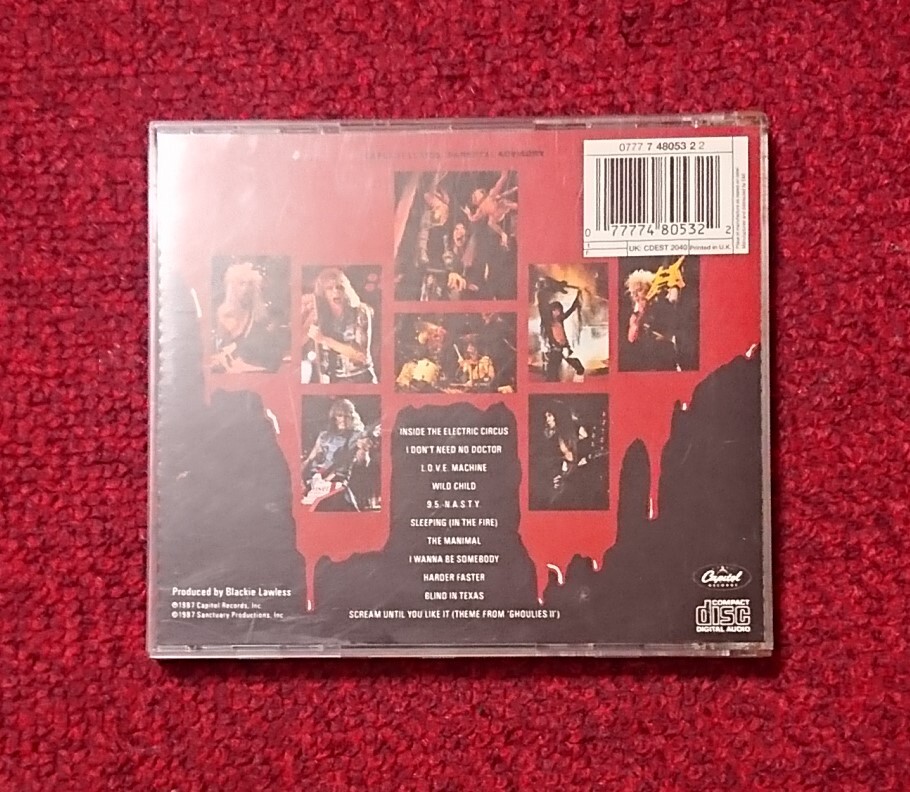 0777 7 48053 2 2
0 77774 80532 2
UK: CDEST 2040 Printed in U.K.
INSIDE THE ELECTRIC CIRCUS
I DON'T NEED NO DOCTOR
L.O.V.E. MACHINE
WILD CHILD
9.5.-N.A.S.T.Y.
SLEEPING (IN THE FIRE)
THE MANIMAL
I WANNA BE SOMEBODY
HARDER FASTER
BLIND IN TEXAS
SCREAM UNTIL YOU LIKE IT (THEME FROM 'GHOULIES II')
Produced by Blackie Lawless
℗1987 Capitol Records, Inc.
©1987 Sanctuary Productions, Inc
Capitol
RECORDS
COMPACT
disc
DIGITAL AUDIO